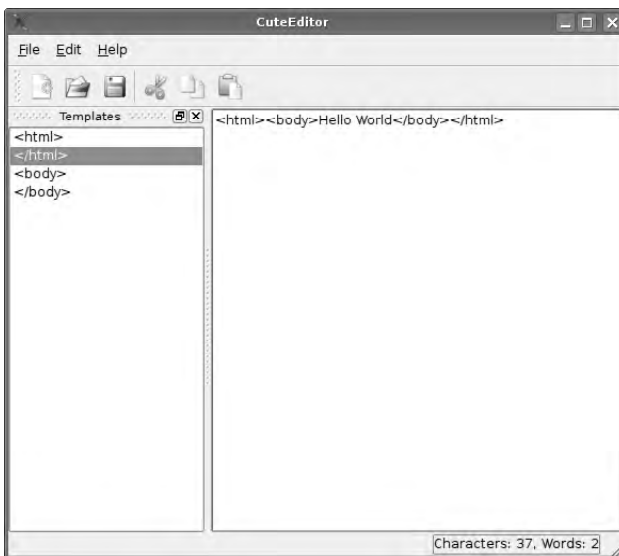 CuteEditor
File Edit Help
Templates
<html>
</html>
<body>
</body>
<html><body>Hello World</body></html>
Characters: 37, Words: 2